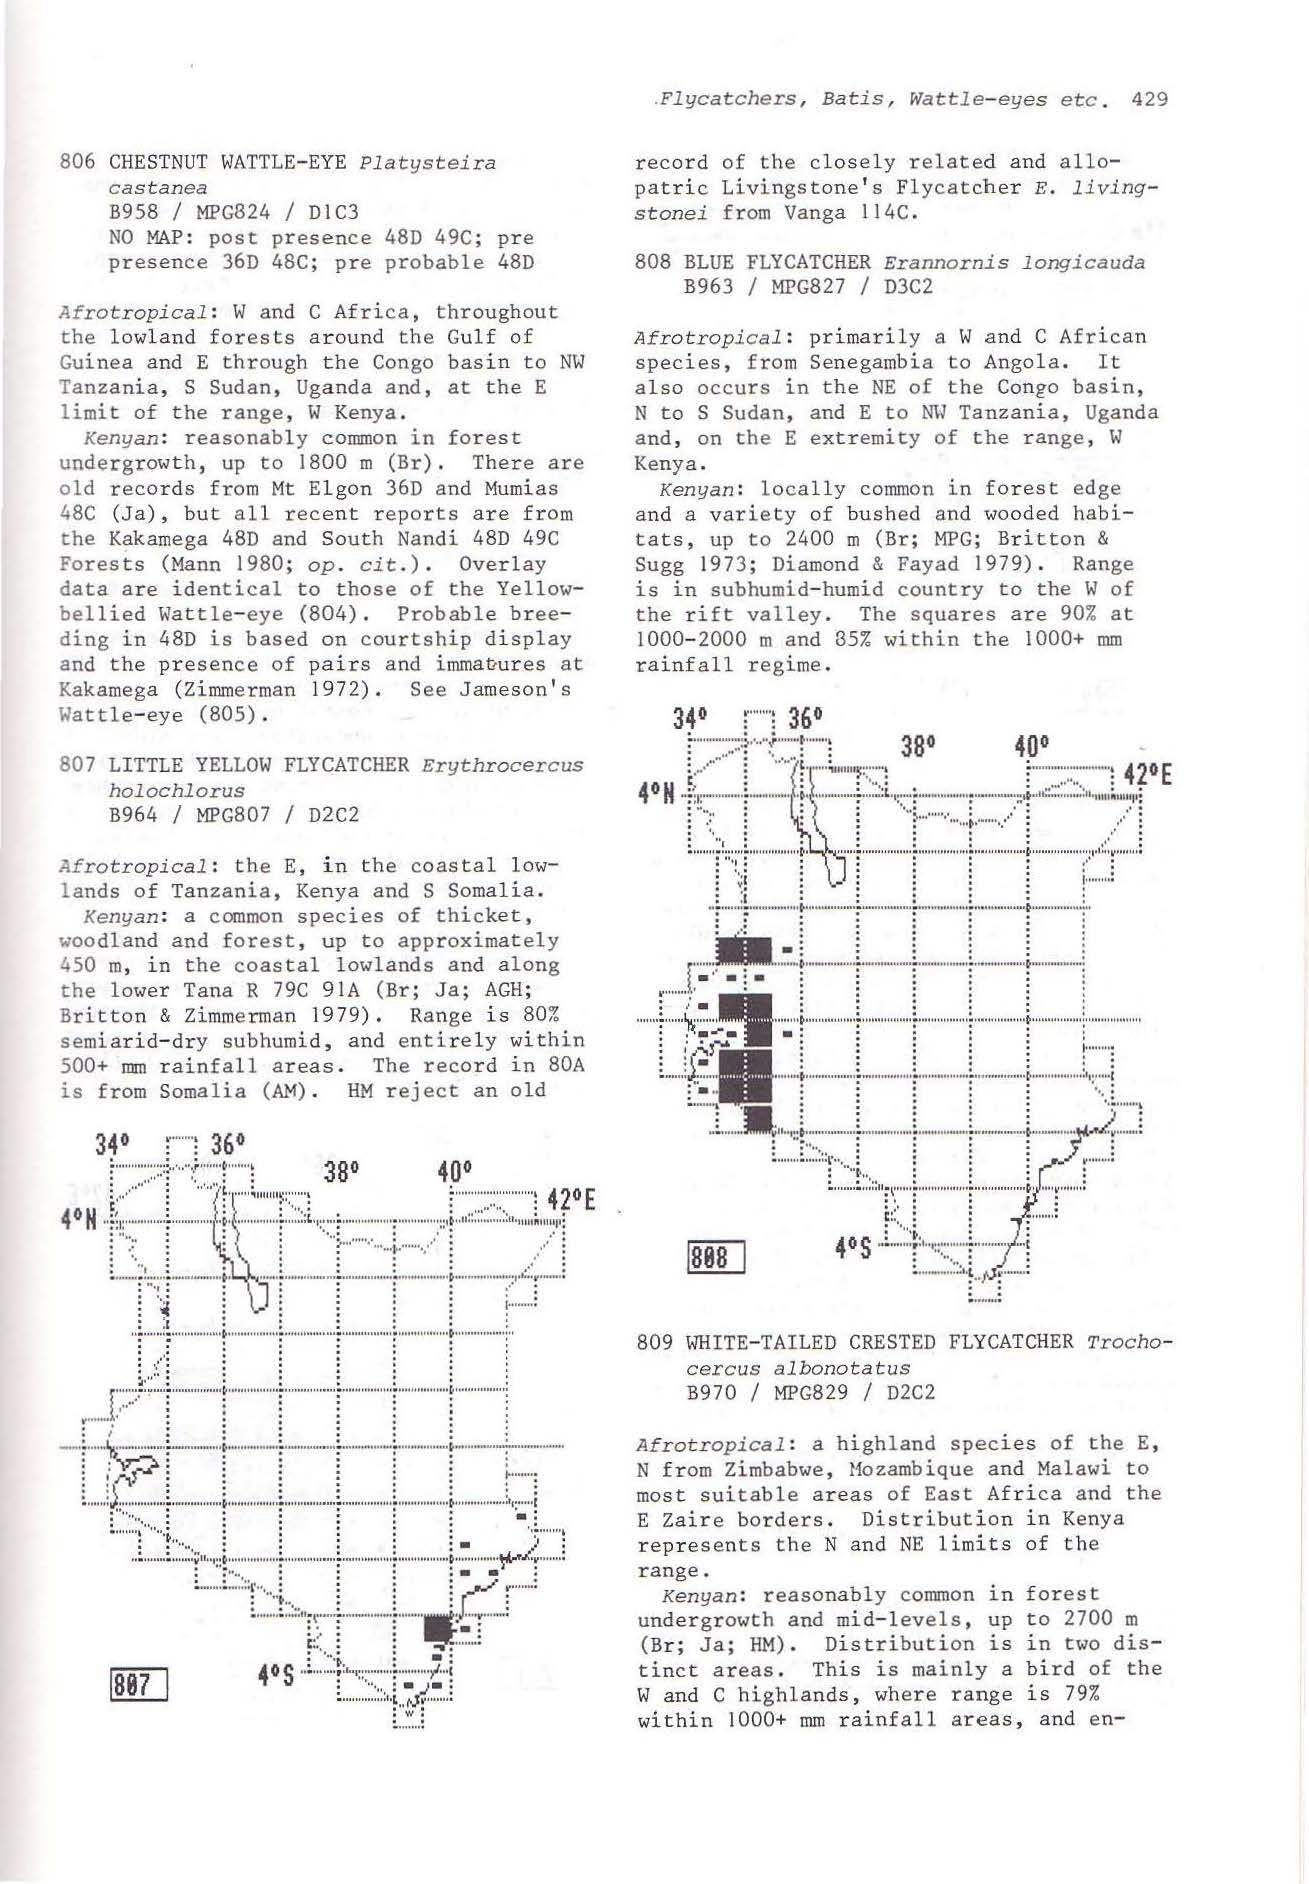 Flycatchers, Batis, Wattle-eyes etc. 429
806 CHESTNUT WATTLE-EYE Platysteira
castanea
B958 / MPG824 / D1C3
NO MAP: post presence 48D 49C; pre
presence 36D 48C; pre probable 48D
Afrotropical: W and C Africa, throughout
the lowland forests around the Gulf of
Guinea and E through the Congo basin to NW
Tanzania, S Sudan, Uganda and, at the E
limit of the range, W Kenya.
Kenyan: reasonably common in forest
undergrowth, up to 1800 m (Br). There are
old records from Mt Elgon 36D and Mumias
48C (Ja), but all recent reports are from
the Kakamega 48D and South Nandi 48D 49C
Forests (Mann 1980; op. cit.). Overlay
data are identical to those of the Yellow-
bellied Wattle-eye (804). Probable bree-
ding in 48D is based on courtship display
and the presence of pairs and immatures at
Kakamega (Zimmerman 1972). See Jameson's
Wattle-eye (805).
807 LITTLE YELLOW FLYCATCHER Erythrocercus
holochlorus
B964 / MPG807 / D2C2
Afrotropical: the E, in the coastal low-
lands of Tanzania, Kenya and S Somalia.
Kenyan: a common species of thicket,
woodland and forest, up to approximately
450 m, in the coastal lowlands and along
the lower Tana R 79C 91A (Br; Ja; AGH;
Britton & Zimmerman 1979). Range is 80%
semiarid-dry subhumid, and entirely within
500+ mm rainfall areas. The record in 80A
is from Somalia (AM). HM reject an old
34° 36°
38° 40°
42°E
4°N
4°S
807
record of the closely related and allo-
patric Livingstone's Flycatcher E. living-
stonei from Vanga 114C.
808 BLUE FLYCATCHER Erannornis longicauda
B963 / MPG827 / D3C2
Afrotropical: primarily a W and C African
species, from Senegambia to Angola. It
also occurs in the NE of the Congo basin,
N to S Sudan, and E to NW Tanzania, Uganda
and, on the E extremity of the range, W
Kenya.
Kenyan: locally common in forest edge
and a variety of bushed and wooded habi-
tats, up to 2400 m (Br; MPG; Britton &
Sugg 1973; Diamond & Fayad 1979). Range
is in subhumid-humid country to the W of
the rift valley. The squares are 90% at
1000-2000 m and 85% within the 1000+ mm
rainfall regime.
34° 36°
38° 40°
42°E
4°N
4°S
808
809 WHITE-TAILED CRESTED FLYCATCHER Trocho-
cercus albonotatus
B970 / MPG829 / D2C2
Afrotropical: a highland species of the E,
N from Zimbabwe, Mozambique and Malawi to
most suitable areas of East Africa and the
E Zaire borders. Distribution in Kenya
represents the N and NE limits of the
range.
Kenyan: reasonably common in forest
undergrowth and mid-levels, up to 2700 m
(Br; Ja; HM). Distribution is in two dis-
tinct areas. This is mainly a bird of the
W and C highlands, where range is 79%
within 1000+ mm rainfall areas, and en-